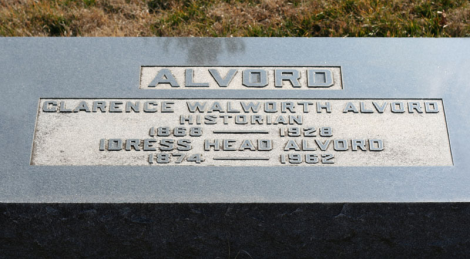 ALVORD
CLARENCE WALWORTH ALVORD
HISTORIAN
1868 — 1928
IDRESS HEAD ALVORD
1874 — 1962